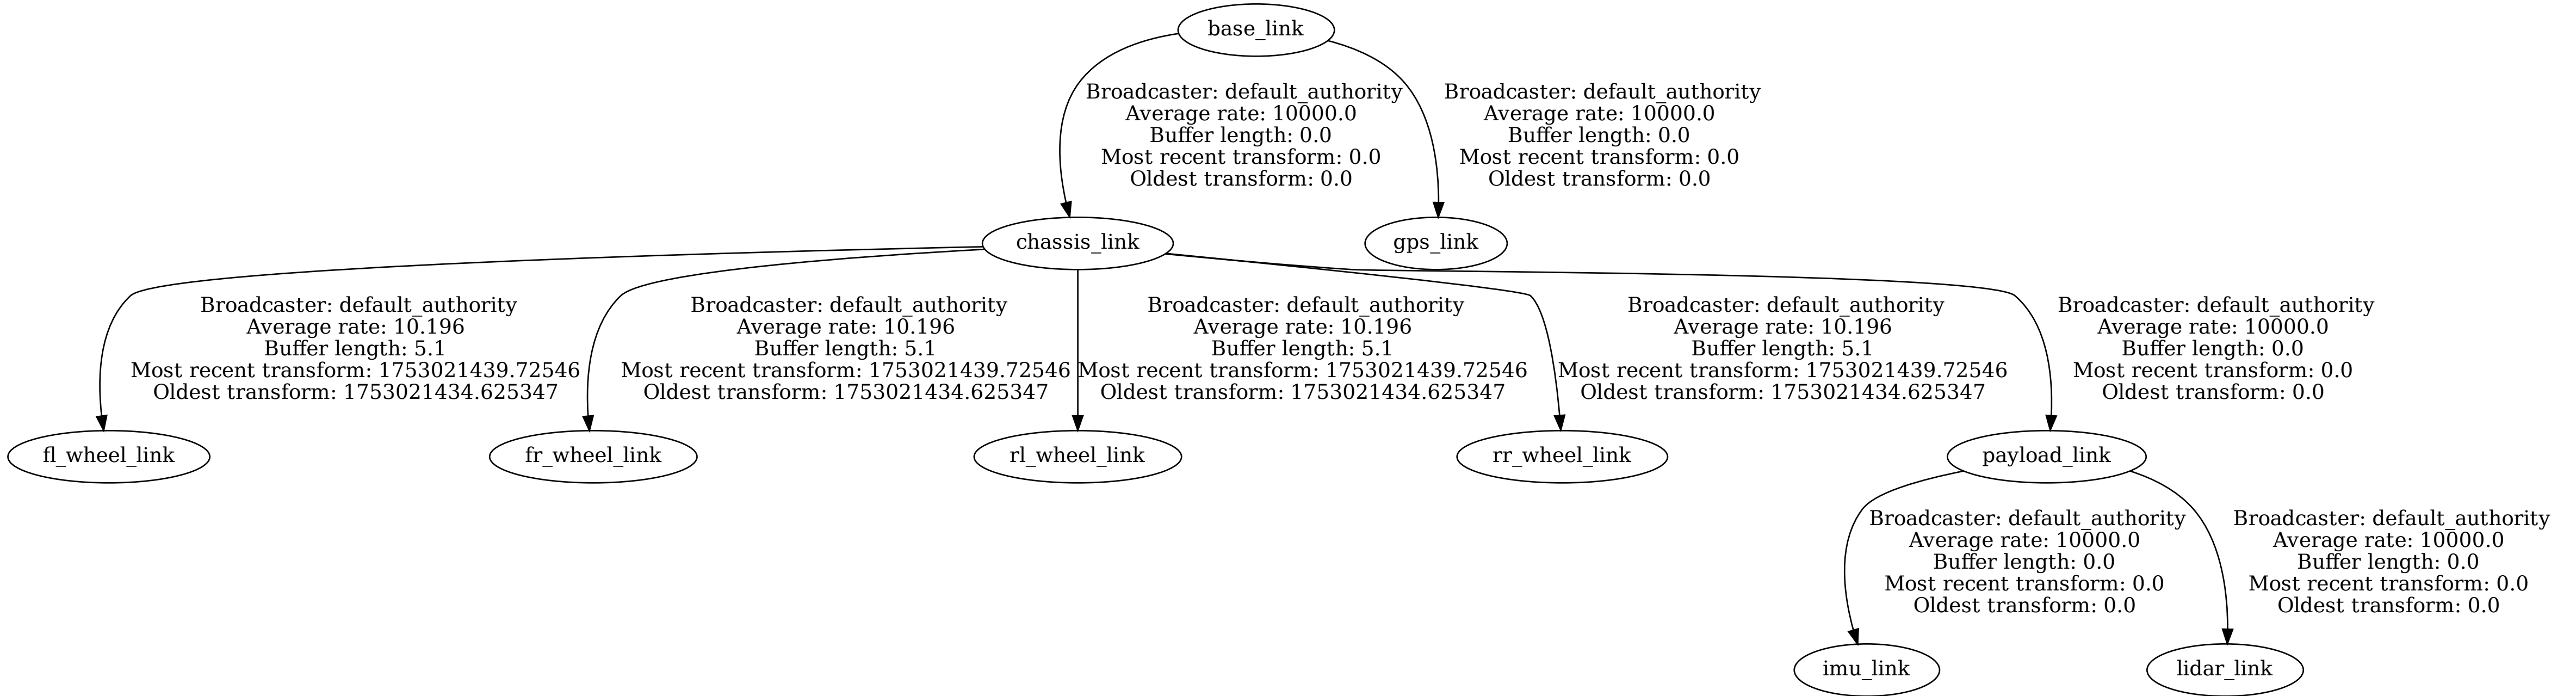 base_link
Broadcaster: default_authority
Average rate: 10000.0
Buffer length: 0.0
Most recent transform: 0.0
Oldest transform: 0.0
Broadcaster: default_authority
Average rate: 10000.0
Buffer length: 0.0
Most recent transform: 0.0
Oldest transform: 0.0
chassis_link
gps_link
Broadcaster: default_authority
Average rate: 10.196
Buffer length: 5.1
Most recent transform: 1753021439.72546
Oldest transform: 1753021434.625347
Broadcaster: default_authority
Average rate: 10.196
Buffer length: 5.1
Most recent transform: 1753021439.72546
Oldest transform: 1753021434.625347
Broadcaster: default_authority
Average rate: 10.196
Buffer length: 5.1
Most recent transform: 1753021439.72546
Oldest transform: 1753021434.625347
Broadcaster: default_authority
Average rate: 10.196
Buffer length: 5.1
Most recent transform: 1753021439.72546
Oldest transform: 1753021434.625347
Broadcaster: default_authority
Average rate: 10000.0
Buffer length: 0.0
Most recent transform: 0.0
Oldest transform: 0.0
fl_wheel_link
fr_wheel_link
rl_wheel_link
rr_wheel_link
payload_link
Broadcaster: default_authority
Average rate: 10000.0
Buffer length: 0.0
Most recent transform: 0.0
Oldest transform: 0.0
Broadcaster: default_authority
Average rate: 10000.0
Buffer length: 0.0
Most recent transform: 0.0
Oldest transform: 0.0
imu_link
lidar_link